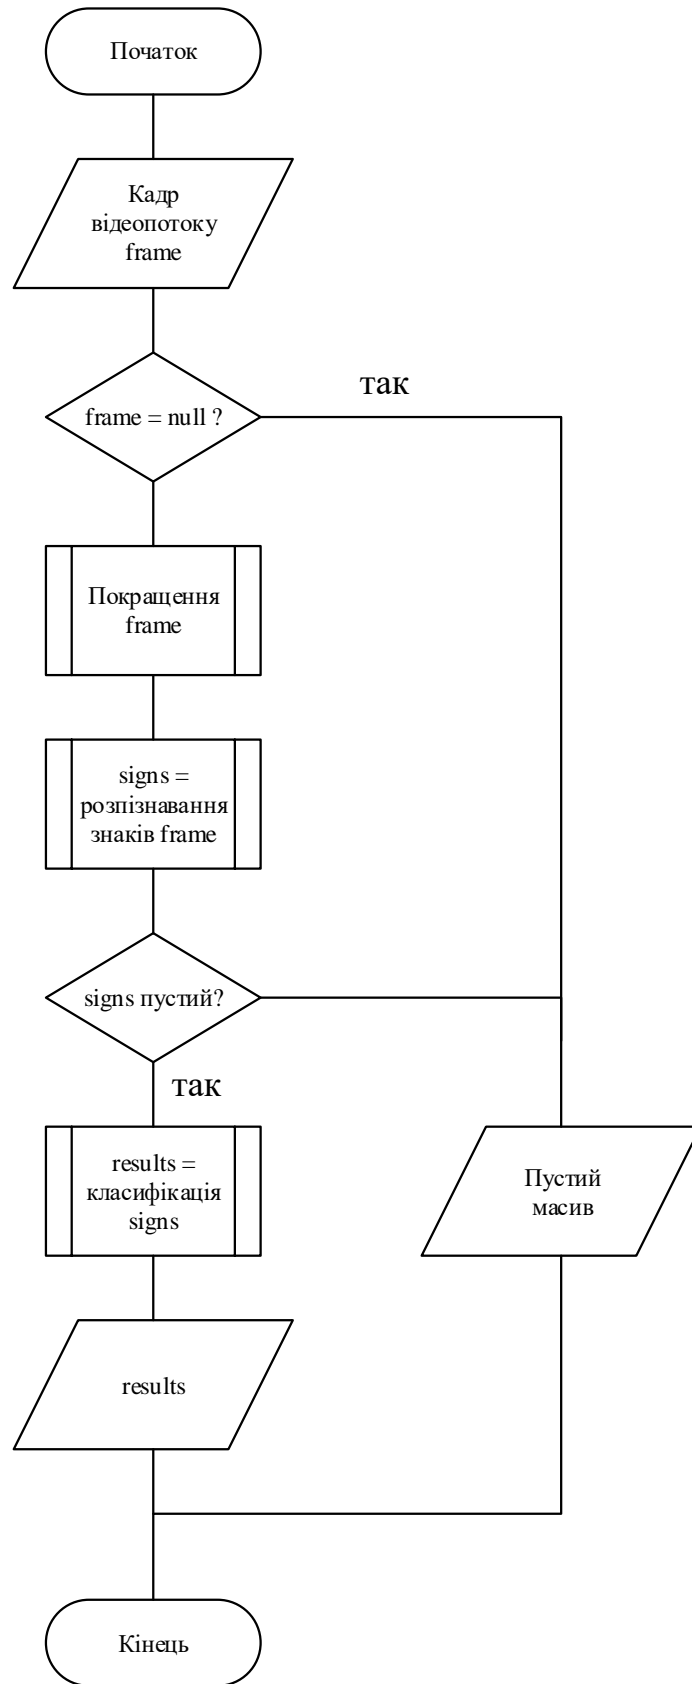 Початок
Кадр
відеопотоку
frame
frame = null ?
так
Покращення
frame
signs =
розпізнавання
знаків frame
signs пустий?
так
results =
класифікація
signs
Пустий
масив
results
Кінець